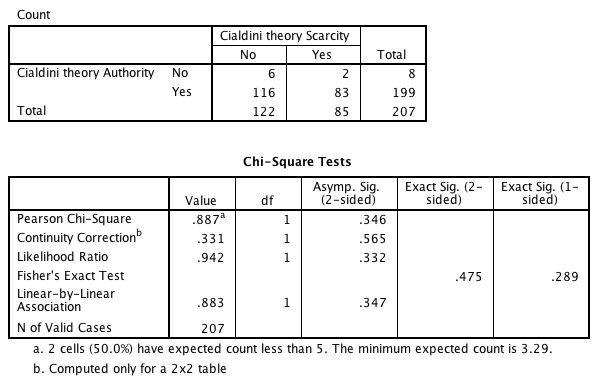 Count
Cialdini theory Scarcity
No Yes Total
Cialdini theory Authority No 6 2 8
Yes 116 83 199
Total 122 85 207
Chi-Square Tests
Value df Asymp. Sig. (2-sided) Exact Sig. (2-sided) Exact Sig. (1-sided)
Pearson Chi-Square .887a 1 .346
Continuity Correctionb .331 1 .565
Likelihood Ratio .942 1 .332
Fisher's Exact Test .475 .289
Linear-by-Linear Association .883 1 .347
N of Valid Cases 207
a. 2 cells (50.0%) have expected count less than 5. The minimum expected count is 3.29.
b. Computed only for a 2x2 table